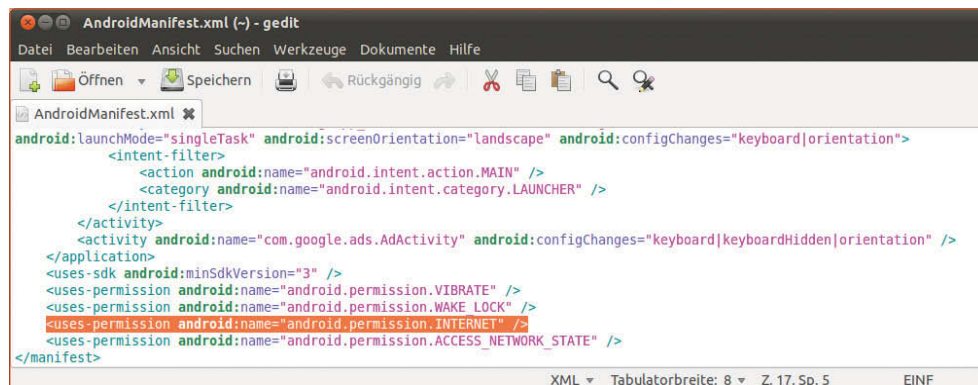 AndroidManifest.xml (~) - gedit
Datei Bearbeiten Ansicht Suchen Werkzeuge Dokumente Hilfe
Öffnen Speichern Rückgängig
AndroidManifest.xml
android:launchMode="singleTask" android:screenOrientation="landscape" android:configChanges="keyboard|orientation">
<intent-filter>
<action android:name="android.intent.action.MAIN" />
<category android:name="android.intent.category.LAUNCHER" />
</intent-filter>
</activity>
<activity android:name="com.google.ads.AdActivity" android:configChanges="keyboard|keyboardHidden|orientation" />
</application>
<uses-sdk android:minSdkVersion="3" />
<uses-permission android:name="android.permission.VIBRATE" />
<uses-permission android:name="android.permission.WAKE_LOCK" />
<uses-permission android:name="android.permission.INTERNET" />
<uses-permission android:name="android.permission.ACCESS_NETWORK_STATE" />
</manifest>
XML Tabulatorbreite: 8 Z. 17, Sp. 5 EINF